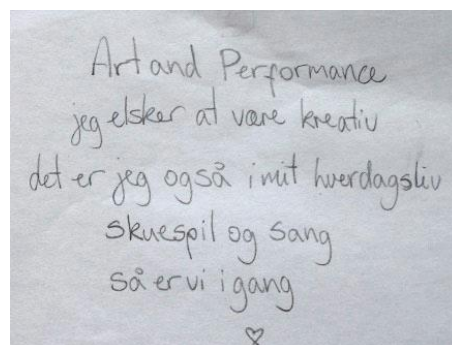 Art and Performance
jeg elsker at være kreativ
det er jeg også i mit hverdagsliv
skuespil og sang
så er vi i gang
♡